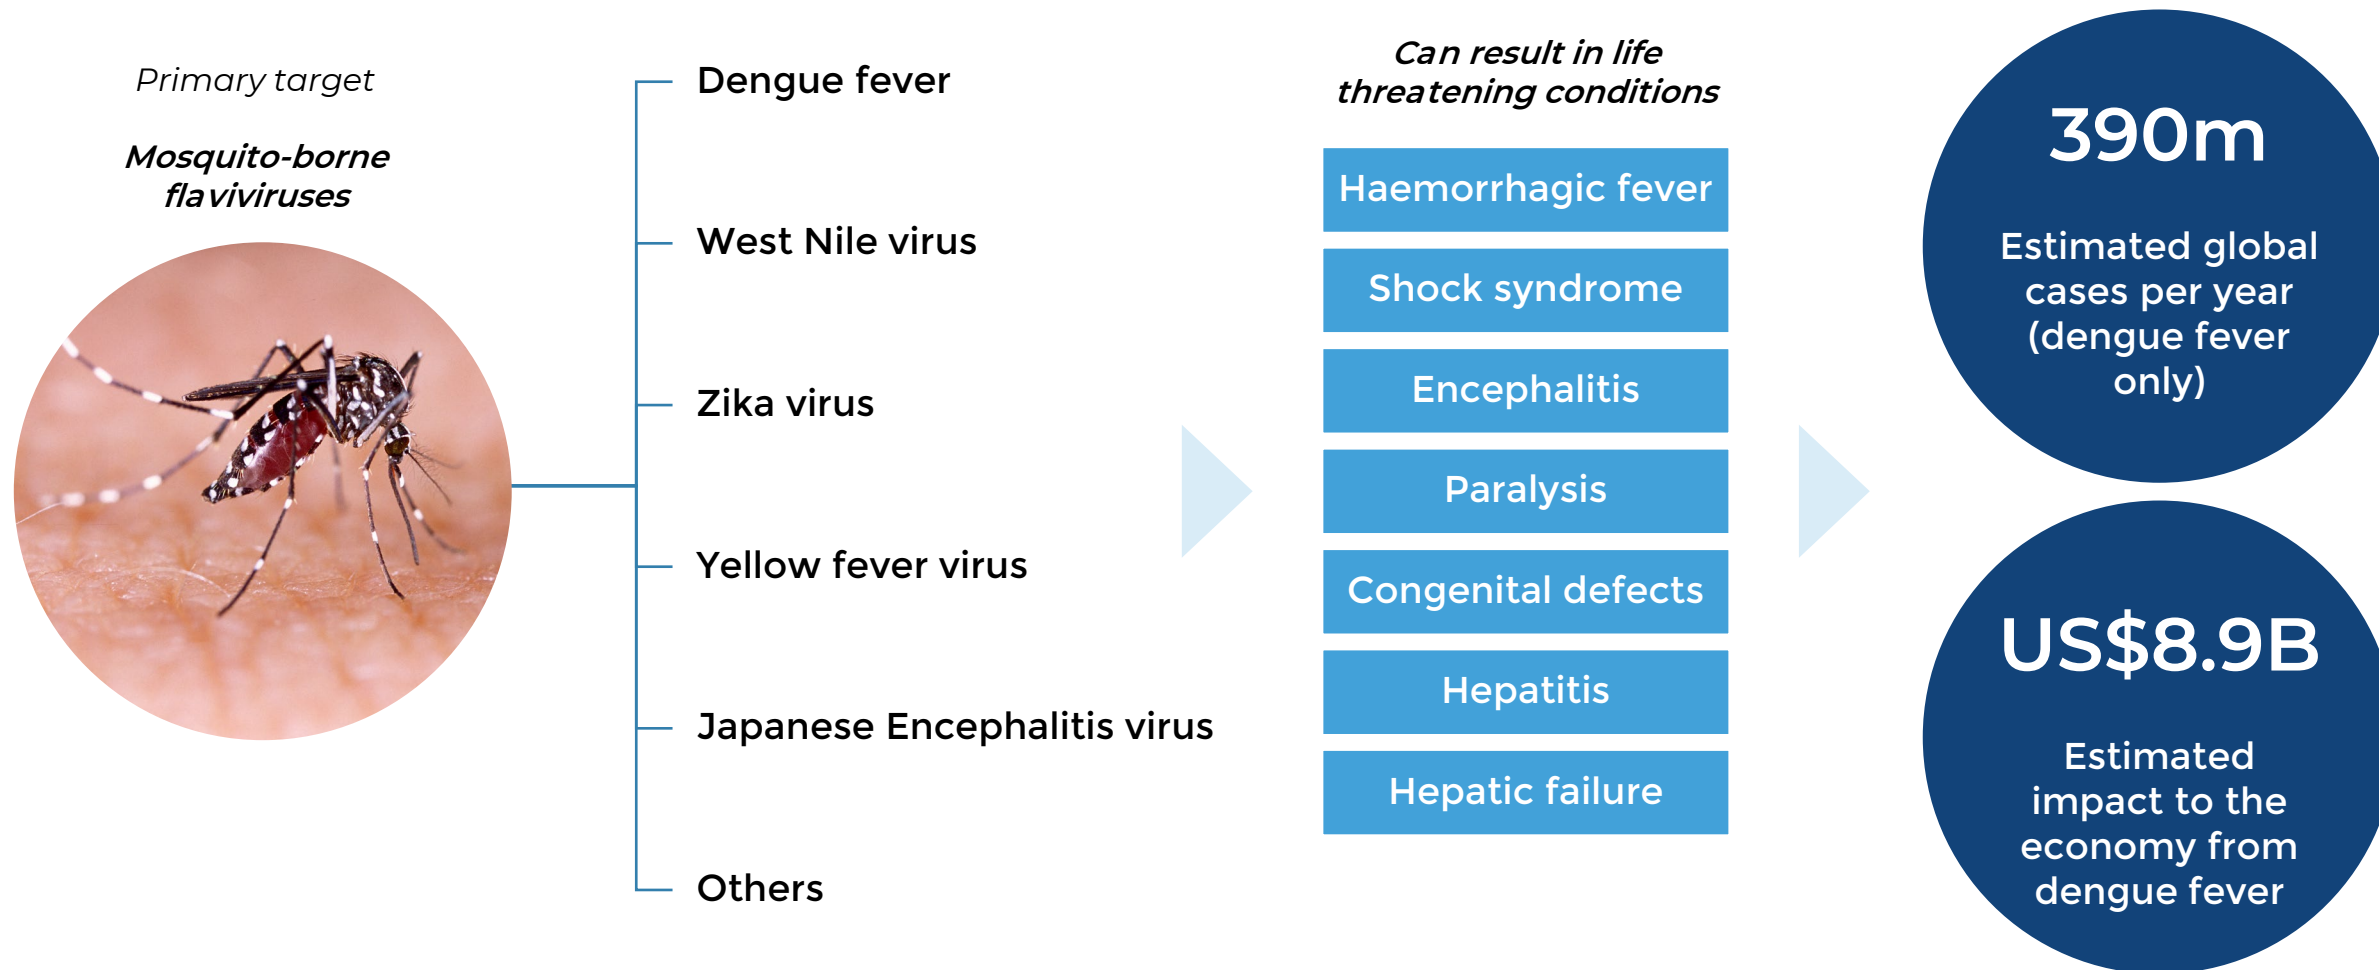 Primary target
Mosquito-borne
flaviviruses
Dengue fever
West Nile virus
Zika virus
Yellow fever virus
Japanese Encephalitis virus
Others
Can result in life
threatening conditions
Haemorrhagic fever
Shock syndrome
Encephalitis
Paralysis
Congenital defects
Hepatitis
Hepatic failure
390m
Estimated global
cases per year
(dengue fever
only)
US$8.9B
Estimated
impact to the
economy from
dengue fever